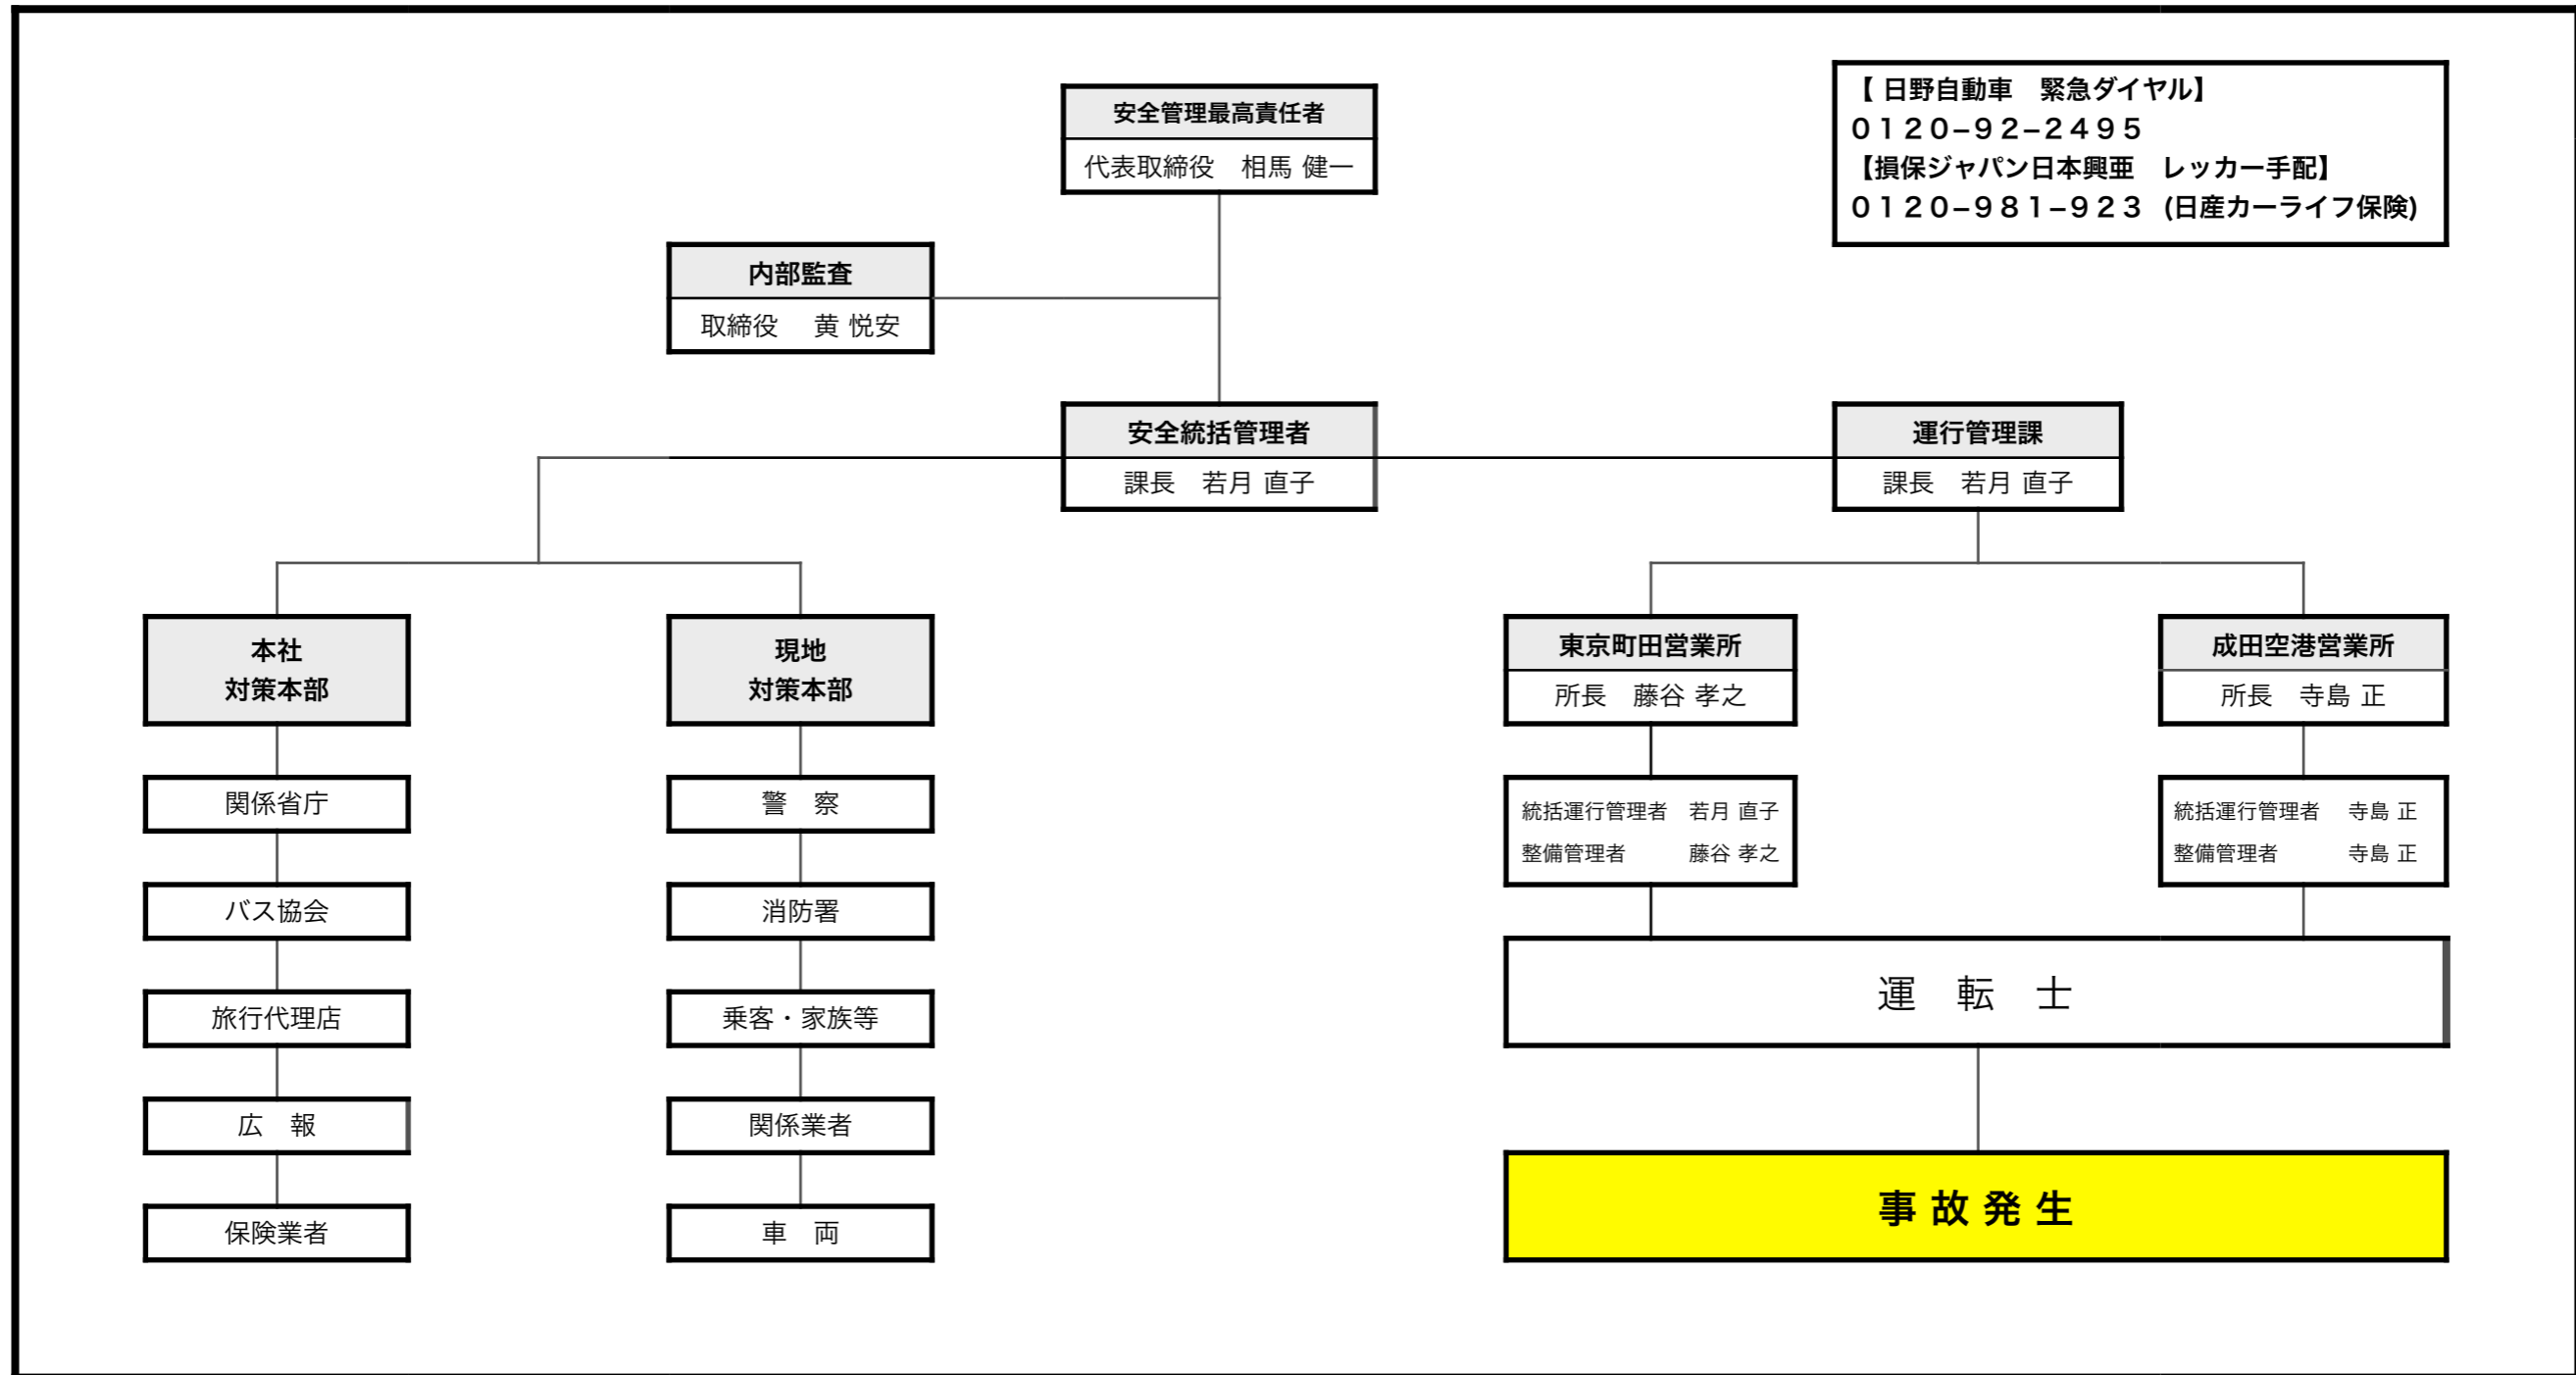 【 日野自動車　緊急ダイヤル】
０１２０−９２−２４９５
【損保ジャパン日本興亜　レッカー手配】
０１２０−９８１−９２３ (日産カーライフ保険)
安全管理最高責任者
代表取締役　相馬 健一
内部監査
取締役　黄 悦安
安全統括管理者
課長　若月 直子
運行管理課
課長　若月 直子
本社
対策本部
現地
対策本部
東京町田営業所
所長　藤谷 孝之
成田空港営業所
所長　寺島 正
関係省庁
警　察
統括運行管理者　若月 直子
整備管理者　藤谷 孝之
統括運行管理者　寺島 正
整備管理者　寺島 正
バス協会
消防署
運　転　士
旅行代理店
乗客・家族等
広　報
関係業者
事 故 発 生
保険業者
車　両